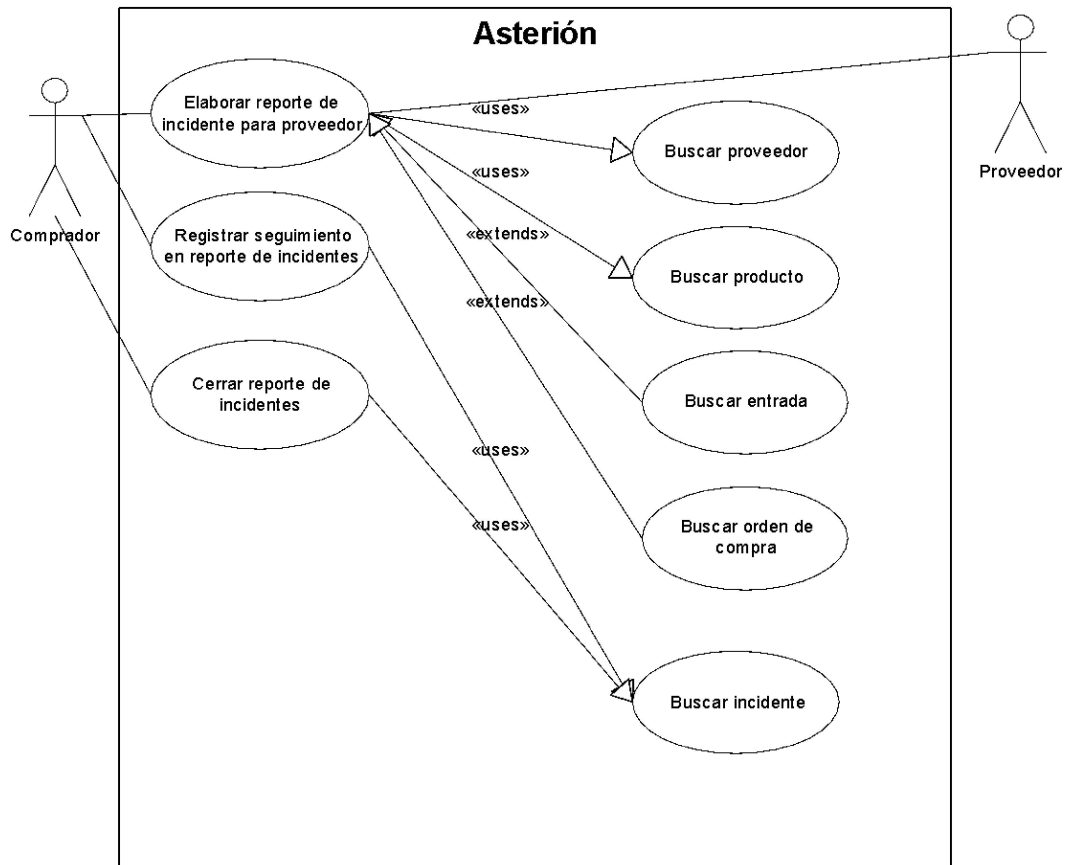 Asterión
Elaborar reporte de
incidente para proveedor
«uses»
Buscar proveedor
Proveedor
«uses»
Comprador
Registrar seguimiento
en reporte de incidentes
«extends»
Buscar producto
«extends»
Cerrar reporte de
incidentes
Buscar entrada
«uses»
«uses»
Buscar orden de
compra
Buscar incidente